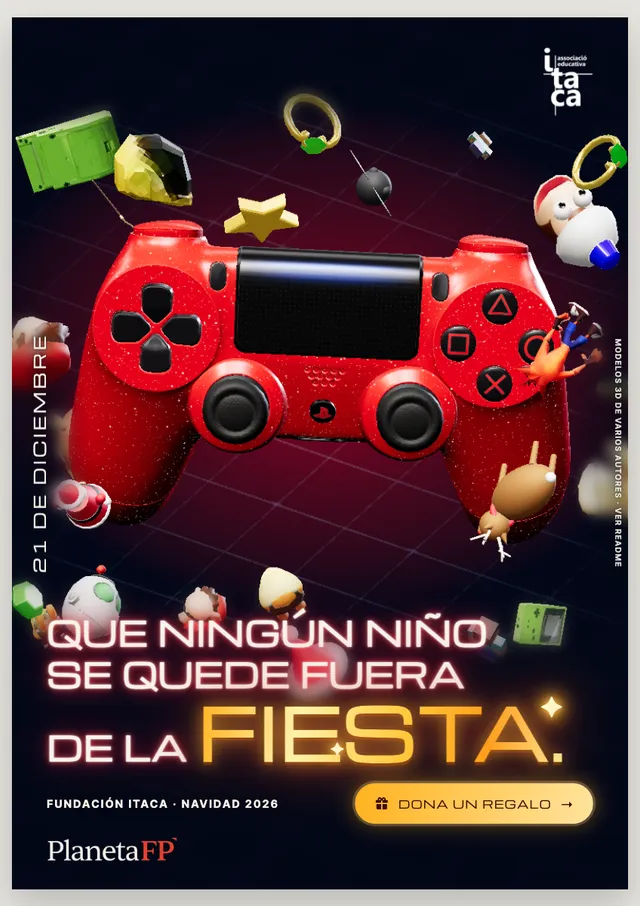 itaca
associació
educativa
21 DE DICIEMBRE
MODELOS 3D DE VARIOS AUTORES · VER README
QUE NINGÚN NIÑO
SE QUEDE FUERA
DE LA FIESTA.
FUNDACIÓN ITACA · NAVIDAD 2026
DONA UN REGALO →
PlanetaFP